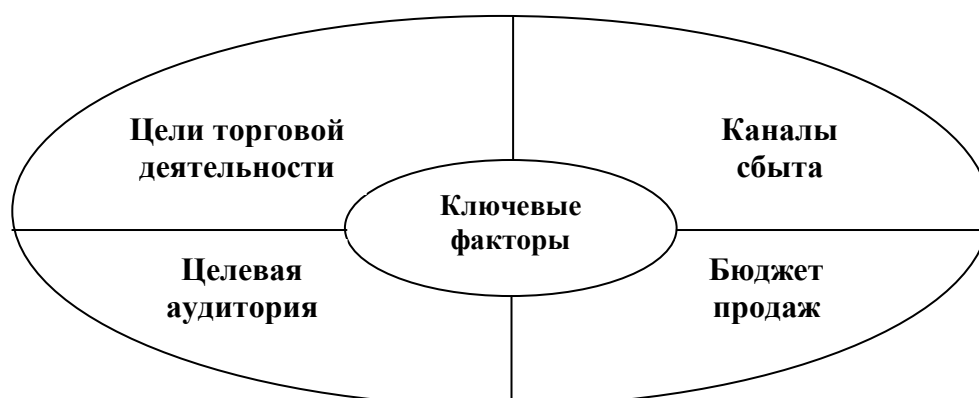 Цели торговой
деятельности
Каналы
сбыта
Ключевые
факторы
Целевая
аудитория
Бюджет
продаж